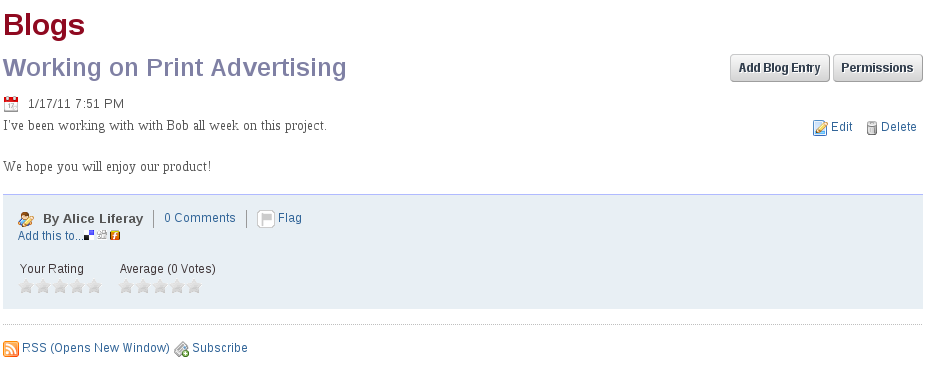 Blogs
Working on Print Advertising
Add Blog Entry Permissions
1/17/11 7:51 PM
I've been working with with Bob all week on this project.
Edit Delete
We hope you will enjoy our product!
By Alice Liferay 0 Comments Flag
Add this to...
Your Rating Average (0 Votes)
RSS (Opens New Window) Subscribe